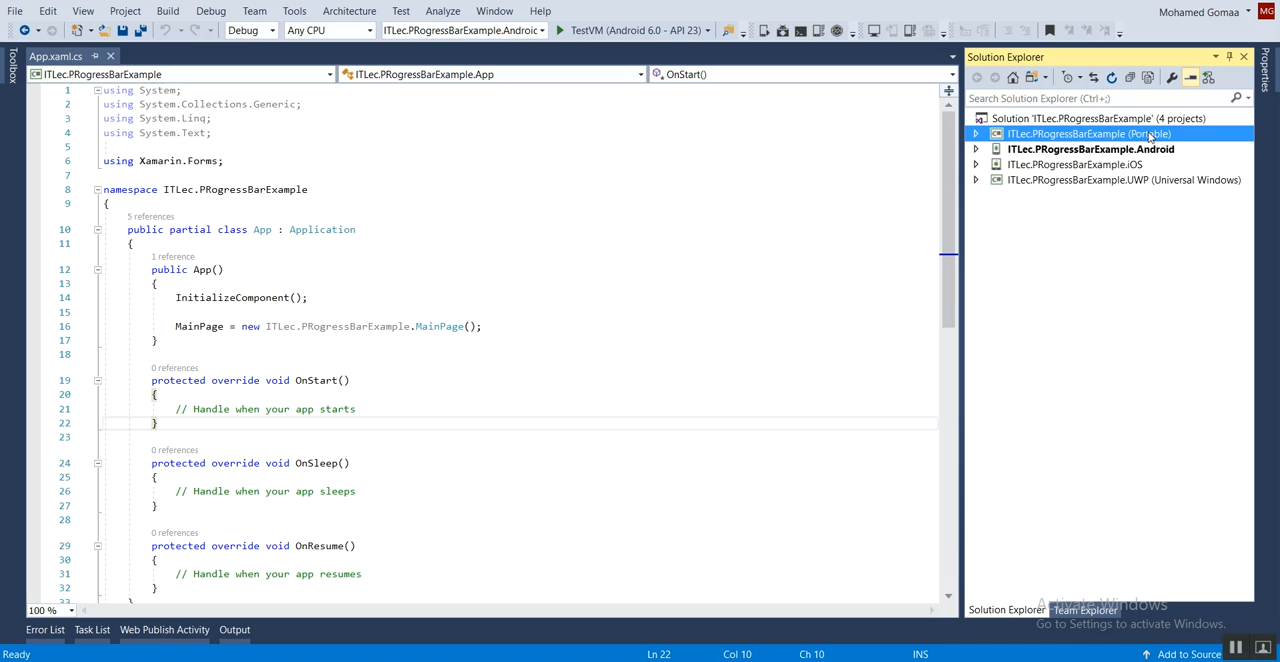 File Edit View Project Build Debug Team Tools Architecture Test Analyze Window Help
Mohamed Gomaa MG
Debug Any CPU ITLec.PRogressBarExample.Android TestVM (Android 6.0 - API 23)
Toolbox
App.xaml.cs
ITLec.PRogressBarExample ITLec.PRogressBarExample.App OnStart()
1 using System;
2 using System.Collections.Generic;
3 using System.Linq;
4 using System.Text;
5
6 using Xamarin.Forms;
7
8 namespace ITLec.PRogressBarExample
9 {
5 references
10 public partial class App : Application
11 {
1 reference
12 public App()
13 {
14 InitializeComponent();
15
16 MainPage = new ITLec.PRogressBarExample.MainPage();
17 }
18
0 references
19 protected override void OnStart()
20 {
21 // Handle when your app starts
22 }
23
0 references
24 protected override void OnSleep()
25 {
26 // Handle when your app sleeps
27 }
28
0 references
29 protected override void OnResume()
30 {
31 // Handle when your app resumes
32 }
33 }
100 %
Solution Explorer
Search Solution Explorer (Ctrl+;)
Solution 'ITLec.PRogressBarExample' (4 projects)
ITLec.PRogressBarExample (Portable)
ITLec.PRogressBarExample.Android
ITLec.PRogressBarExample.iOS
ITLec.PRogressBarExample.UWP (Universal Windows)
Properties
Solution Explorer Team Explorer
Activate Windows
Go to Settings to activate Windows.
Error List Task List Web Publish Activity Output
Ready Ln 22 Col 10 Ch 10 INS Add to Source